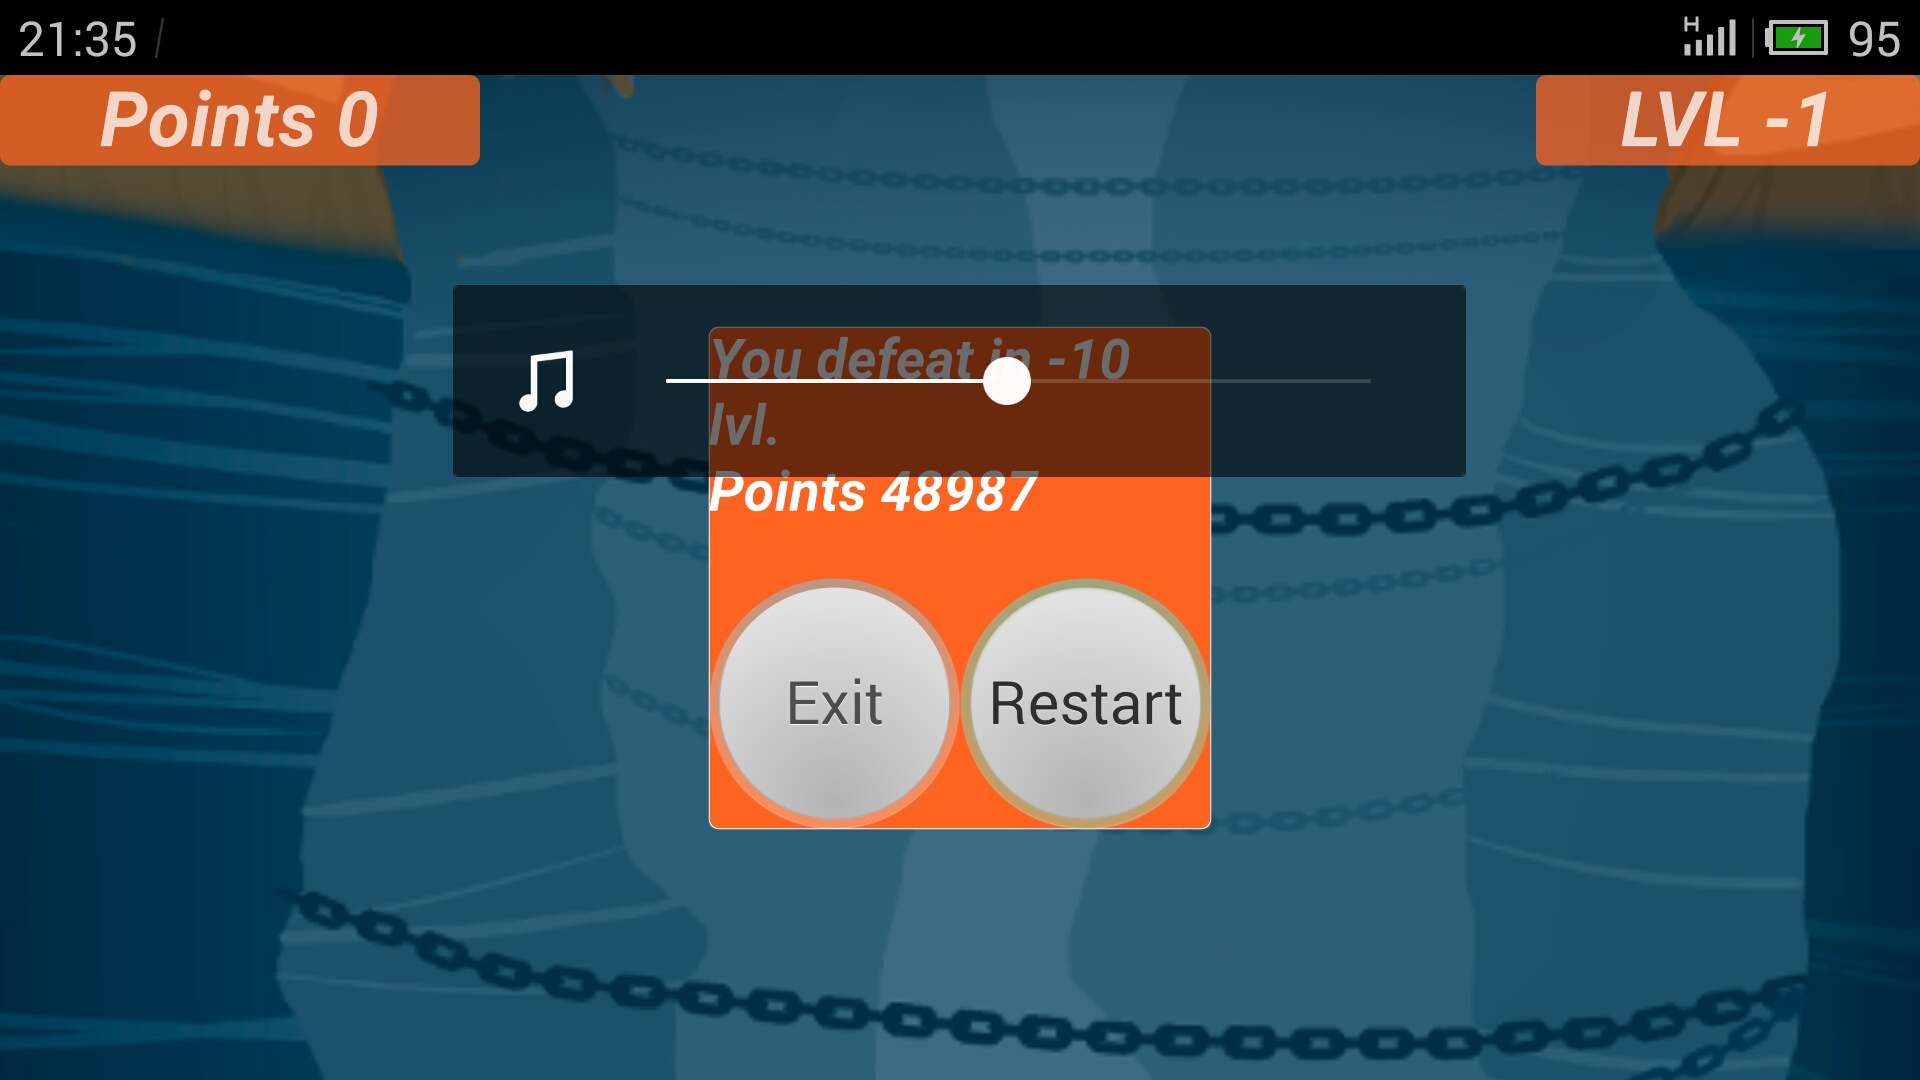 21:35
H
95
Points 0
LVL -1
You defeat in -10
lvl.
Points 48987
Exit
Restart